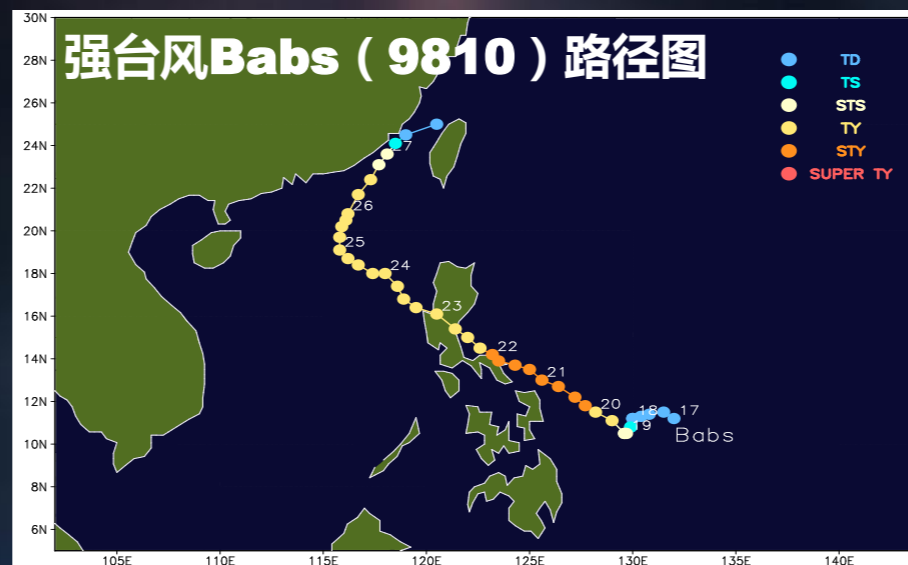 30N
强台风Babs（9810）路径图
28N
TD
TS
26N
STS
24N
TY
STY
22N
SUPER TY
20N
18N
16N
14N
12N
10N
8N
6N
27
26
25
24
23
22
21
20
18
17
19
Babs
105E
110E
115E
120E
125E
130E
135E
140E